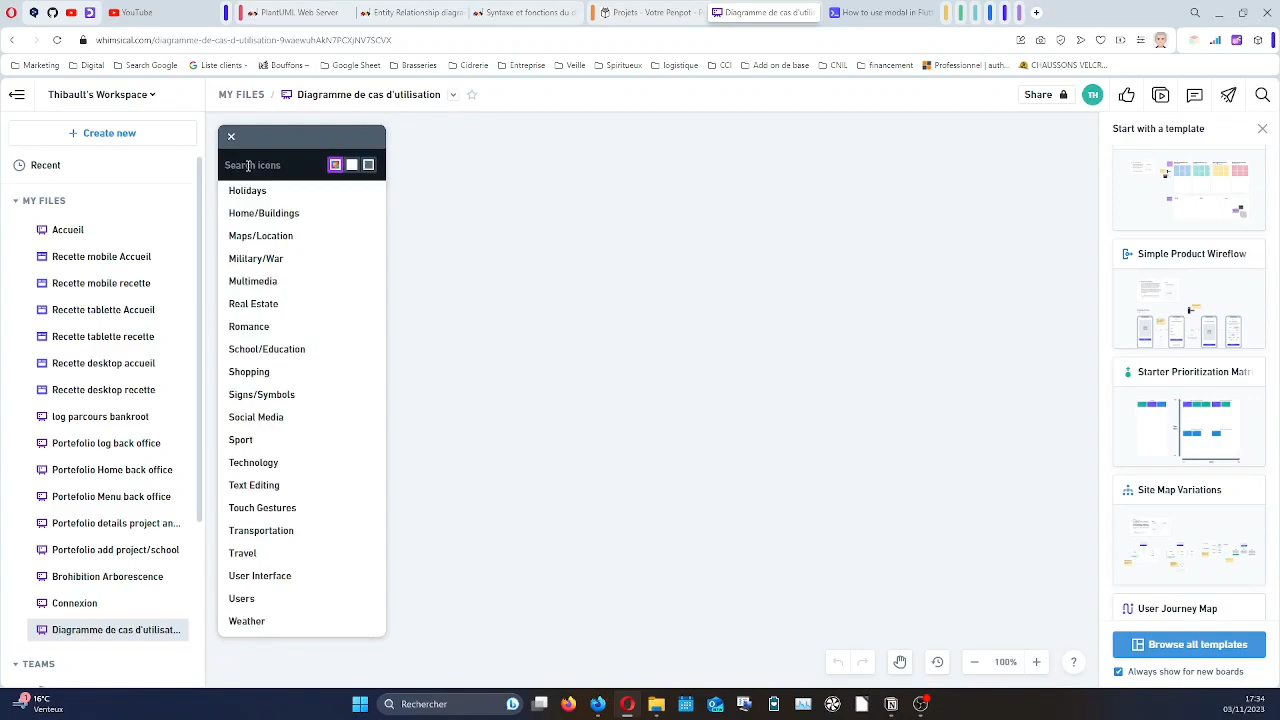 YouTube
PlantUML Web Server
Entity Relationship diagra
Syntaxe et fonctions du d
Projets - Votre Penpot - P
Diagramme de cas d'utilis
How to use modal in Flutt
whimsical.com/diagramme-de-cas-d-utilisation-9waewuhAkN7PCXjNV7SCVX
Marketing
Digital
Search Google
Liste clients -
Bouffons –
Google Sheet
Brasseries
Cidrerie
Entreprise
Veille
Spiritueux
logistique
CCI
Add on de base
CNIL
financement
Professionnel | auth...
CHAUSSONS VELCR...
Thibault's Workspace
MY FILES / Diagramme de cas d'utilisation
Share
TH
Create new
Recent
MY FILES
Accueil
Recette mobile Accueil
Recette mobile recette
Recette tablette Accueil
Recette tablette recette
Recette desktop accueil
Recette desktop recette
log parcours bankroot
Portefolio log back office
Portefolio Home back office
Portefolio Menu back office
Portefolio details project an...
Portefolio add project/school
Brohibition Arborescence
Connexion
Diagramme de cas d'utilisat...
TEAMS
Search icons
Holidays
Home/Buildings
Maps/Location
Military/War
Multimedia
Real Estate
Romance
School/Education
Shopping
Signs/Symbols
Social Media
Sport
Technology
Text Editing
Touch Gestures
Transportation
Travel
User Interface
Users
Weather
Start with a template
Simple Product Wireflow
Starter Prioritization Matri
Site Map Variations
User Journey Map
Browse all templates
Always show for new boards
100%
?
Venteux
Rechercher
17:34
03/11/2023